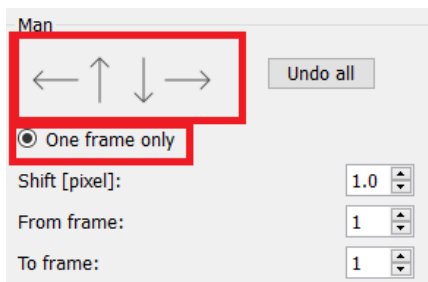 Man
← ↑ ↓ → Undo all
One frame only
Shift [pixel]: 1.0
From frame: 1
To frame: 1